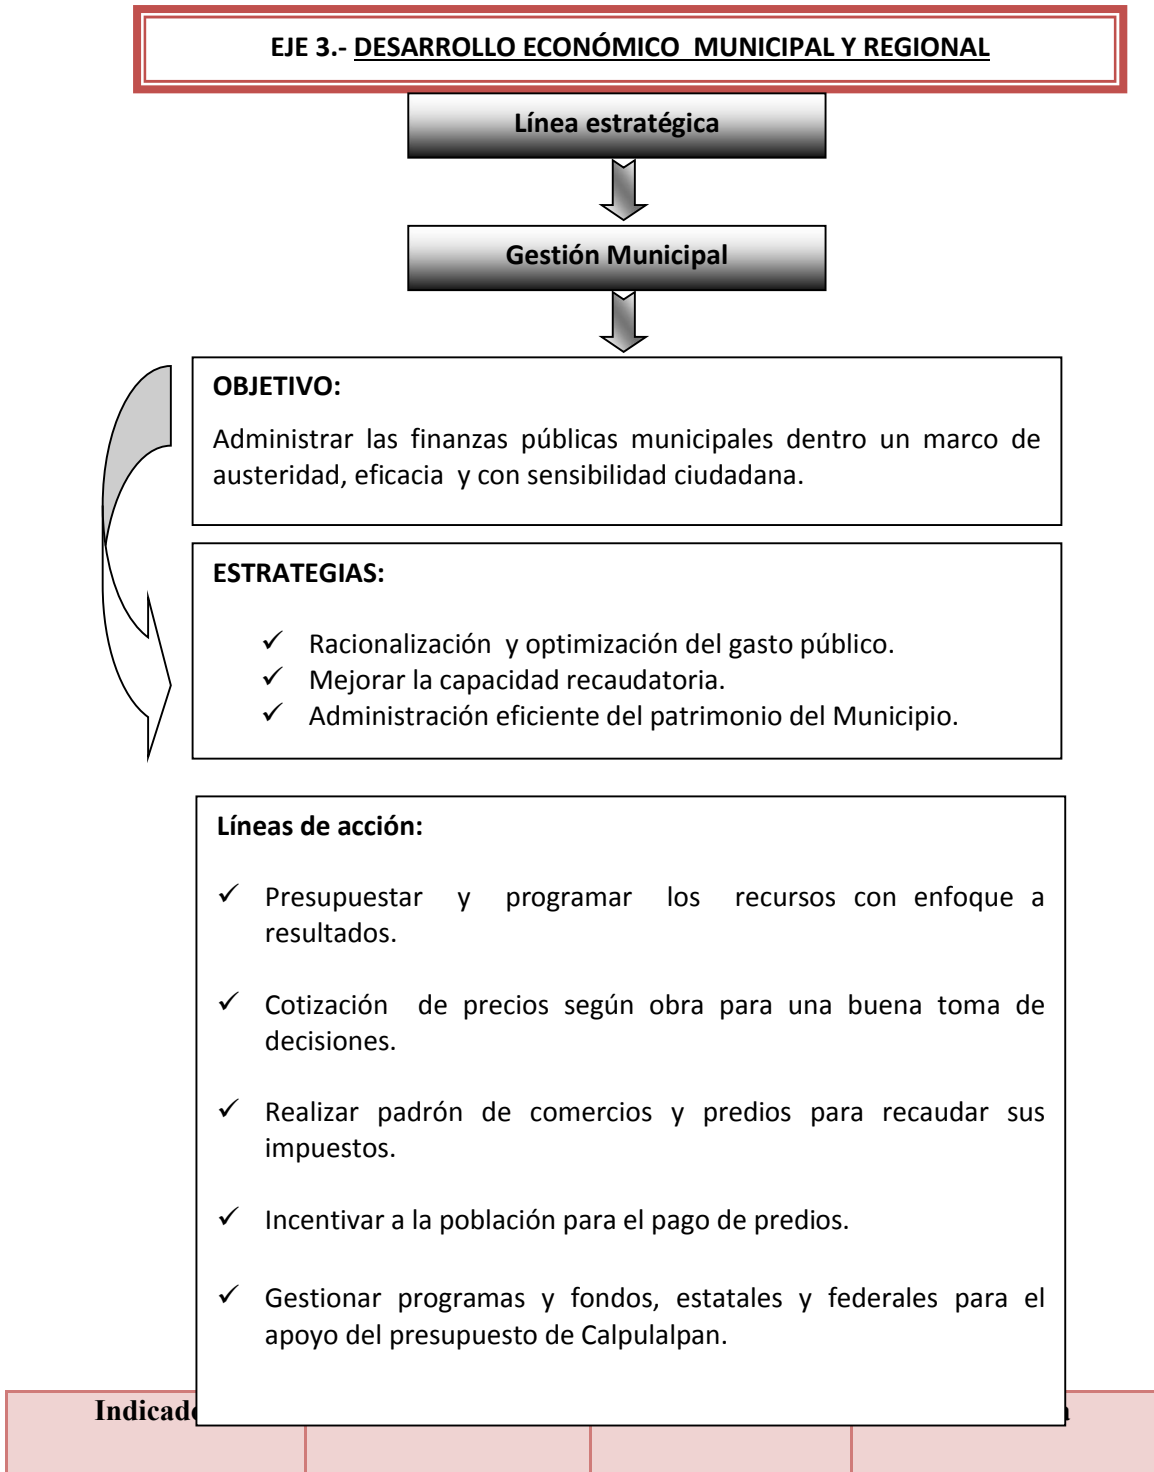 EJE 3.- DESARROLLO ECONÓMICO MUNICIPAL Y REGIONAL
Línea estratégica
Gestión Municipal
OBJETIVO:
Administrar las finanzas públicas municipales dentro un marco de
austeridad, eficacia y con sensibilidad ciudadana.
ESTRATEGIAS:
✓ Racionalización y optimización del gasto público.
✓ Mejorar la capacidad recaudatoria.
✓ Administración eficiente del patrimonio del Municipio.
Líneas de acción:
✓ Presupuestar y programar los recursos con enfoque a
resultados.
✓ Cotización de precios según obra para una buena toma de
decisiones.
✓ Realizar padrón de comercios y predios para recaudar sus
impuestos.
✓ Incentivar a la población para el pago de predios.
✓ Gestionar programas y fondos, estatales y federales para el
apoyo del presupuesto de Calpulalpan.